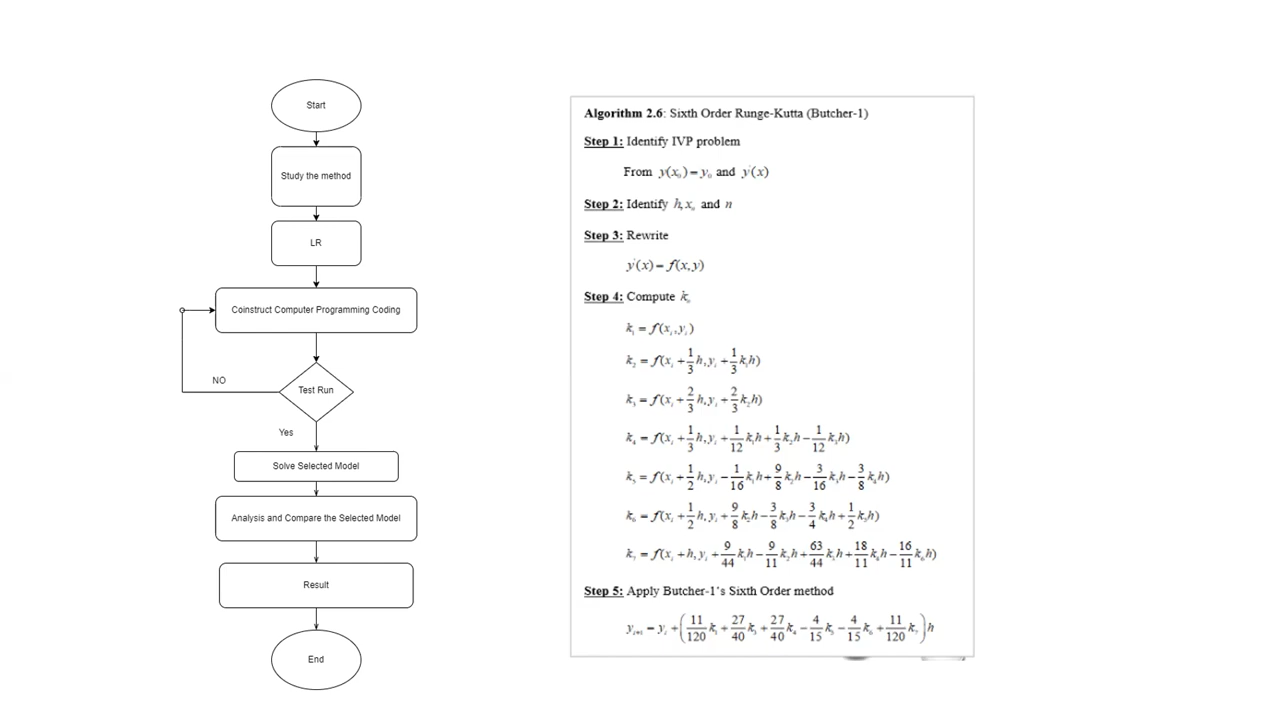 Start
Study the method
LR
Coinstruct Computer Programming Coding
NO
Test Run
Yes
Solve Selected Model
Analysis and Compare the Selected Model
Result
End
Algorithm 2.6: Sixth Order Runge-Kutta (Butcher-1)
Step 1: Identify IVP problem
From y(x₀) = y₀ and y'(x)
Step 2: Identify h, xₒ and n
Step 3: Rewrite
y'(x) = f(x, y)
Step 4: Compute kₙ
k₁ = f(xᵢ, yᵢ)
k₂ = f(xᵢ + 1/3 h, yᵢ + 1/3 k₁h)
k₃ = f(xᵢ + 2/3 h, yᵢ + 2/3 k₂h)
k₄ = f(xᵢ + 1/3 h, yᵢ + 1/12 k₁h + 1/3 k₂h − 1/12 k₃h)
k₅ = f(xᵢ + 1/2 h, yᵢ − 1/16 k₁h + 9/8 k₂h − 3/16 k₃h − 3/8 k₄h)
k₆ = f(xᵢ + 1/2 h, yᵢ + 9/8 k₂h − 3/8 k₃h − 3/4 k₄h + 1/2 k₅h)
k₇ = f(xᵢ + h, yᵢ + 9/44 k₁h − 9/11 k₂h + 63/44 k₃h + 18/11 k₄h − 16/11 k₆h)
Step 5: Apply Butcher-1's Sixth Order method
yᵢ₊₁ = yᵢ + (11/120 k₁ + 27/40 k₃ + 27/40 k₄ − 4/15 k₅ − 4/15 k₆ + 11/120 k₇)h